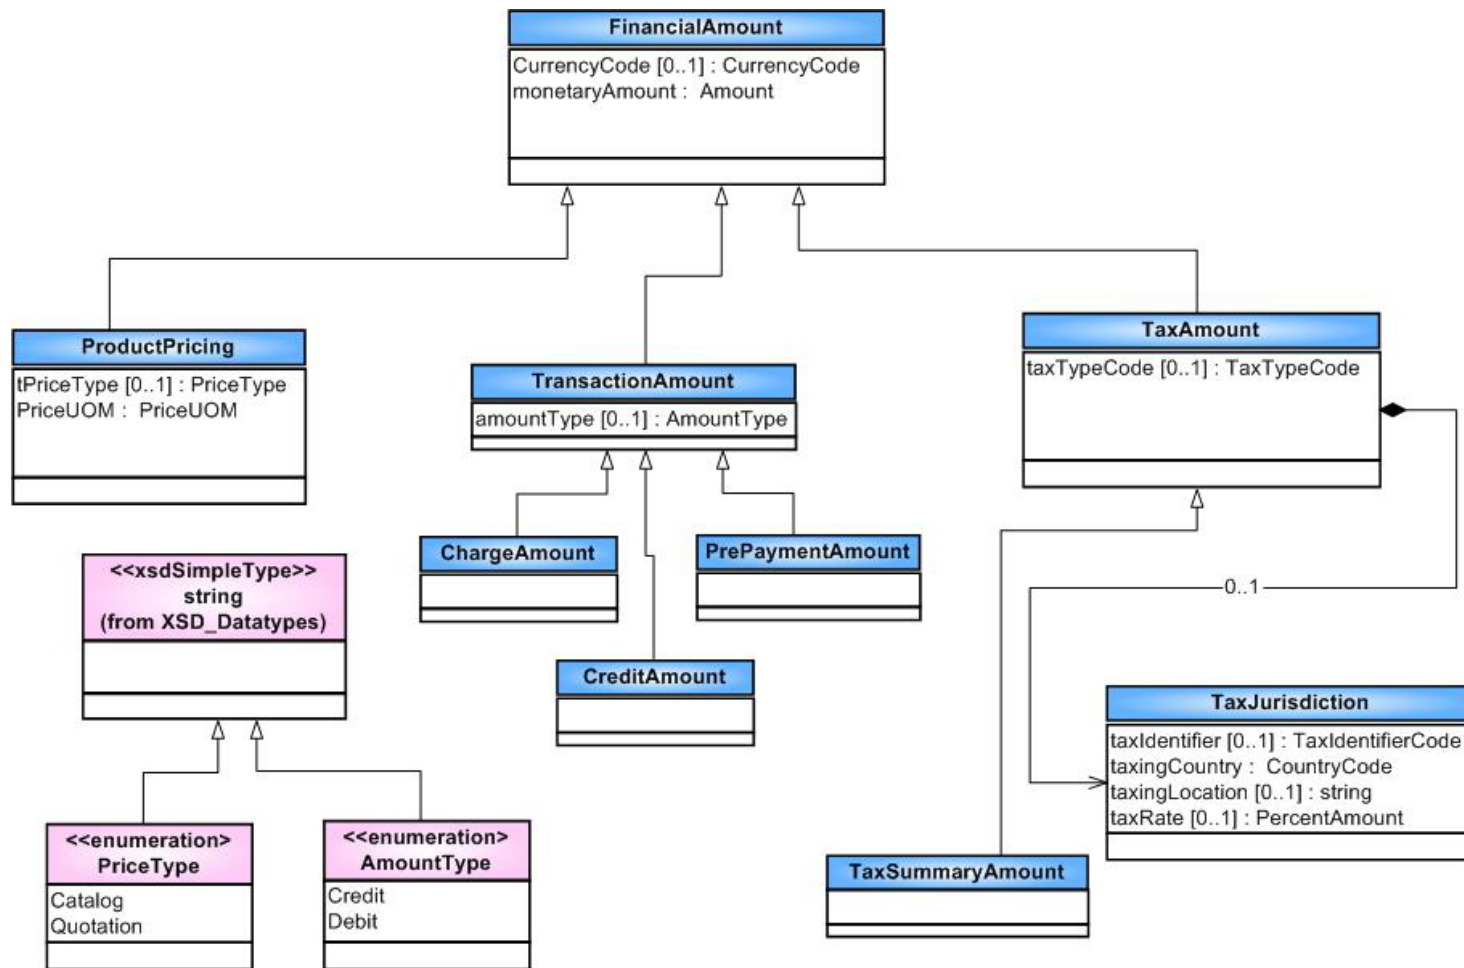 FinancialAmount
CurrencyCode [0..1] : CurrencyCode
monetaryAmount : Amount
ProductPricing
tPriceType [0..1] : PriceType
PriceUOM : PriceUOM
TransactionAmount
amountType [0..1] : AmountType
TaxAmount
taxTypeCode [0..1] : TaxTypeCode
ChargeAmount
PrePaymentAmount
CreditAmount
<<xsdSimpleType>>
string
(from XSD_Datatypes)
0..1
TaxJurisdiction
taxIdentifier [0..1] : TaxIdentifierCode
taxingCountry : CountryCode
taxingLocation [0..1] : string
taxRate [0..1] : PercentAmount
<<enumeration>
PriceType
Catalog
Quotation
<<enumeration>
AmountType
Credit
Debit
TaxSummaryAmount